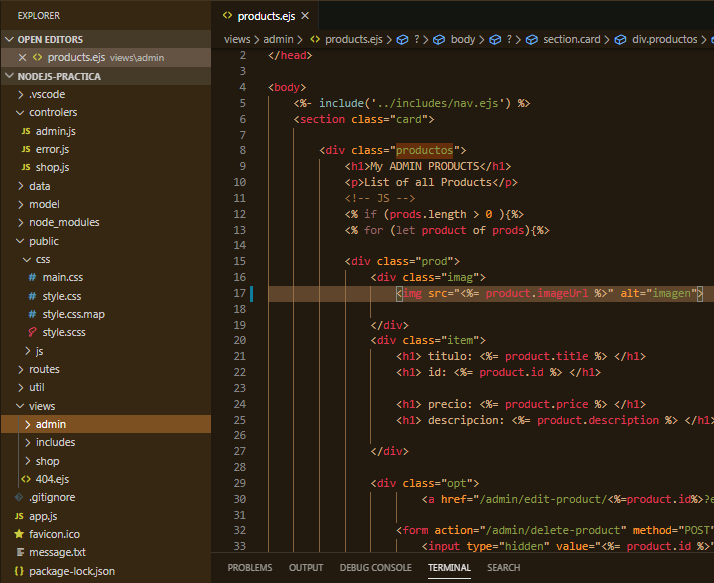 EXPLORER
OPEN EDITORS
products.ejs views\admin
NODEJS-PRACTICA
.vscode
controlers
JS admin.js
JS error.js
JS shop.js
data
model
node_modules
public
css
# main.css
# style.css
# style.css.map
style.scss
js
routes
util
views
admin
includes
shop
<> 404.ejs
.gitignore
JS app.js
favicon.ico
message.txt
{} package-lock.json
<> products.ejs
views > admin > <> products.ejs > ? > body > ? > section.card > div.productos >
2 </head>
3
4 <body>
5 <%- include('../includes/nav.ejs') %>
6 <section class="card">
7
8 <div class="productos">
9 <h1>My ADMIN PRODUCTS</h1>
10 <p>List of all Products</p>
11 <!-- JS -->
12 <% if (prods.length > 0 ){%>
13 <% for (let product of prods){%>
14
15 <div class="prod">
16 <div class="imag">
17 <img src="<%= product.imageUrl %>" alt="imagen">
18
19 </div>
20 <div class="item">
21 <h1> titulo: <%= product.title %> </h1>
22 <h1> id: <%= product.id %> </h1>
23
24 <h1> precio: <%= product.price %> </h1>
25 <h1> descripcion: <%= product.description %> </h1>
26
27 </div>
28
29 <div class="opt">
30 <a href="/admin/edit-product/<%=product.id%>?e
31
32 <form action="/admin/delete-product" method="POST"
33 <input type="hidden" value="<%= product.id %>"
PROBLEMS OUTPUT DEBUG CONSOLE TERMINAL SEARCH